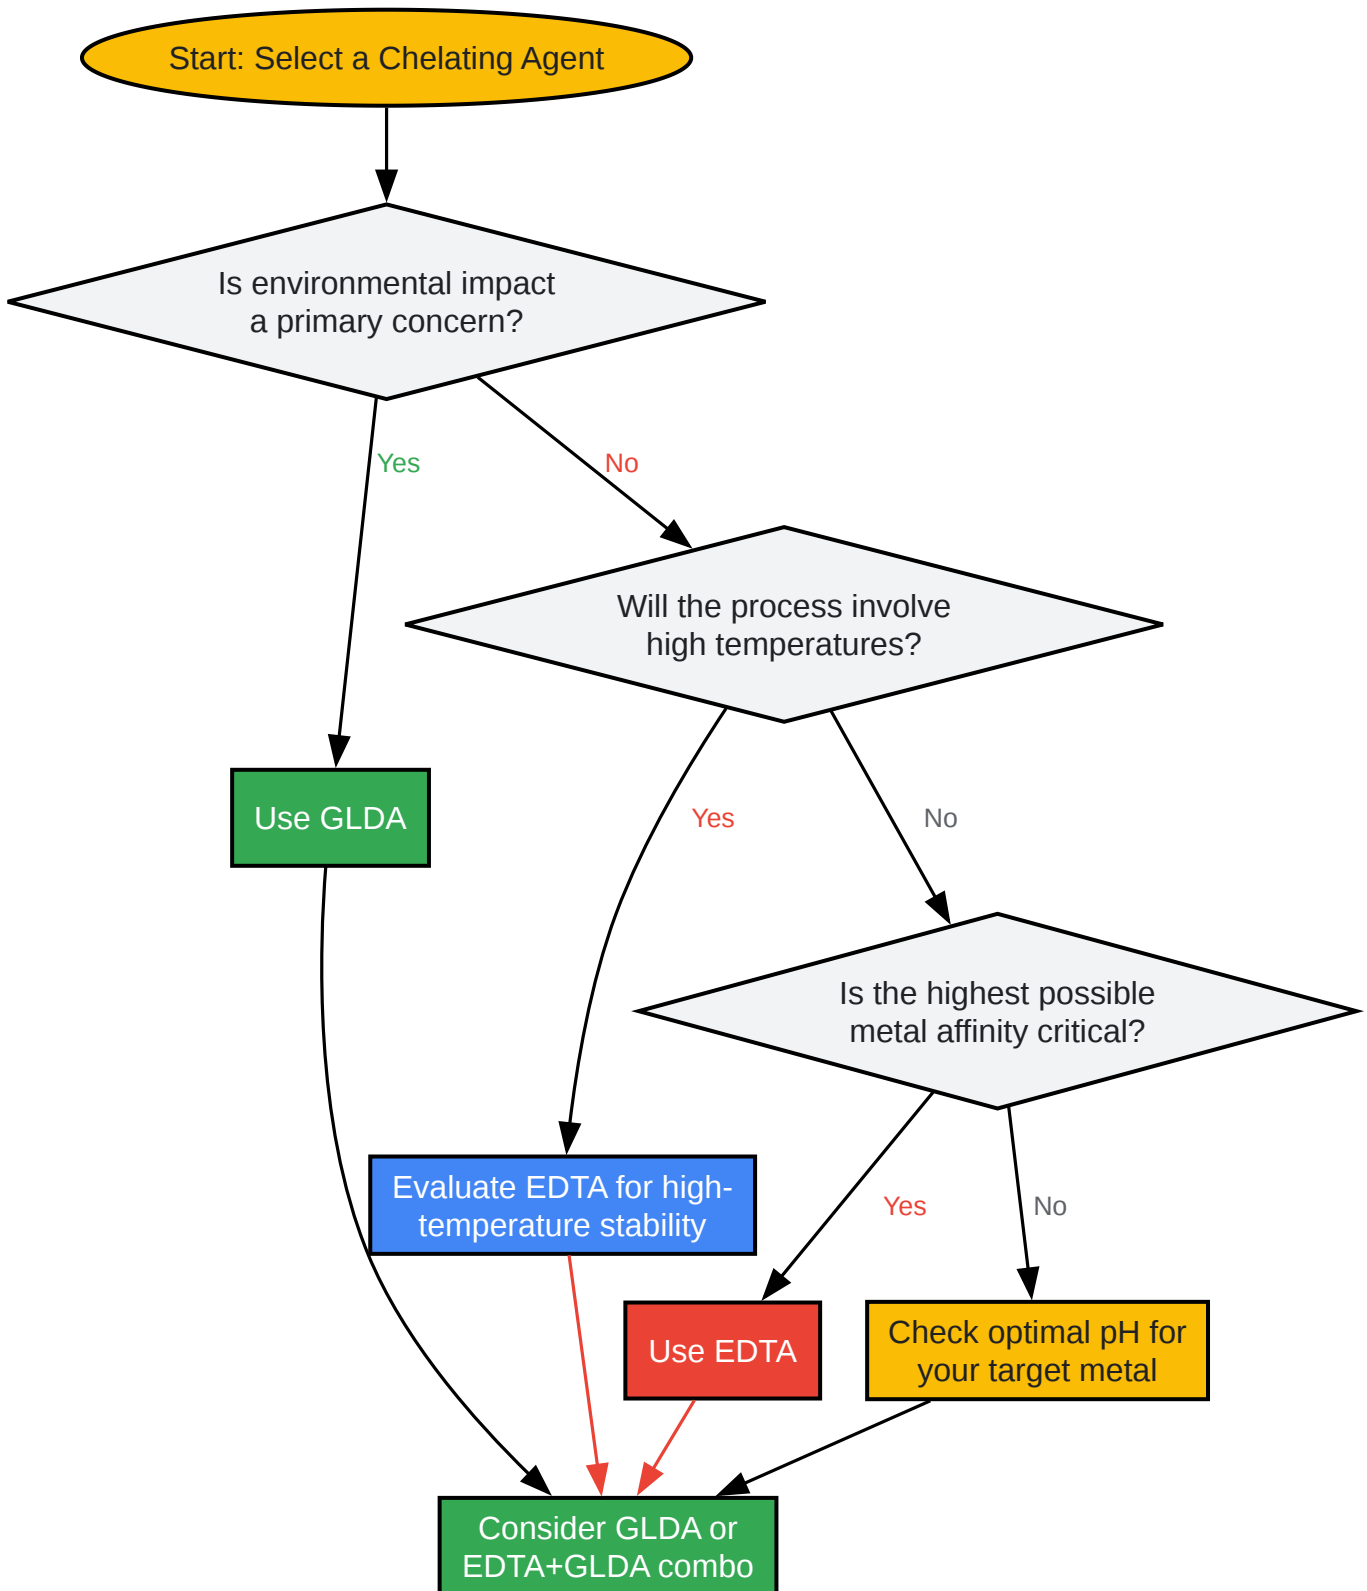 Start: Select a Chelating Agent
Is environmental impact
a primary concern?
Yes
No
Will the process involve
high temperatures?
Use GLDA
Yes
No
Is the highest possible
metal affinity critical?
Evaluate EDTA for high-
temperature stability
Yes
No
Use EDTA
Check optimal pH for
your target metal
Consider GLDA or
EDTA+GLDA combo